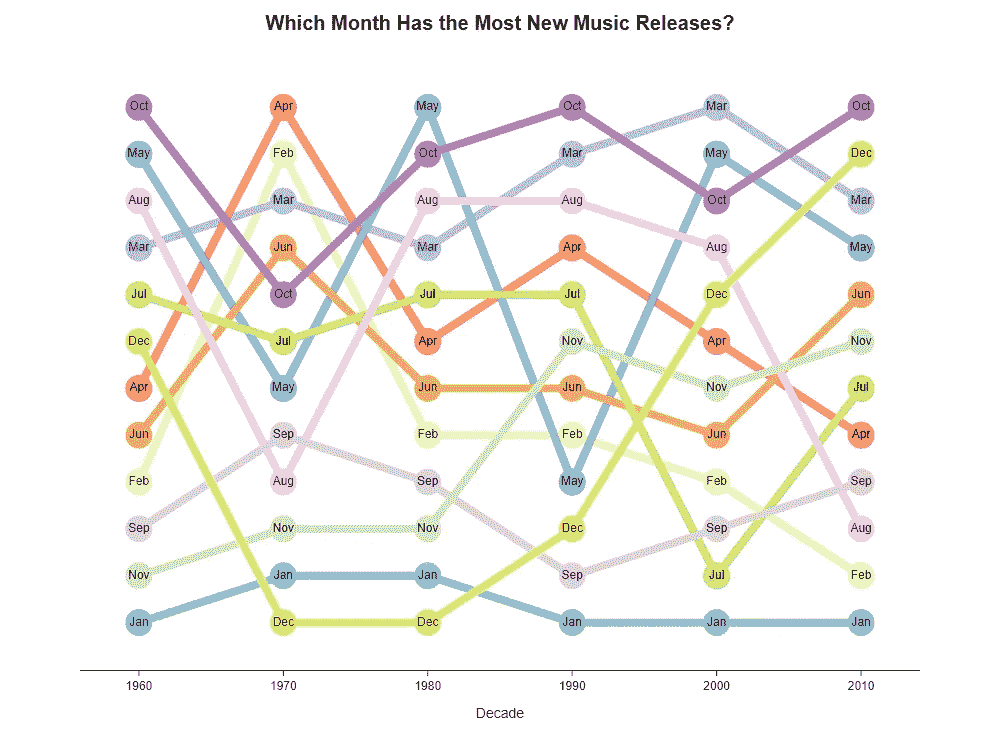 Which Month Has the Most New Music Releases?
Oct Apr May Oct Mar Oct
May Feb Oct Mar May Dec
Aug Mar Aug Aug Oct Mar
Mar Jun Mar Apr Aug May
Jul Oct Jul Jul Dec Jun
Dec Jul Apr Nov Apr Nov
Apr May Jun Jun Nov Jul
Jun Sep Feb Feb Jun Apr
Feb Aug Sep May Feb Sep
Sep Nov Nov Dec Sep Aug
Nov Jan Jan Sep Jul Feb
Jan Dec Dec Jan Jan Jan
1960 1970 1980 1990 2000 2010
Decade